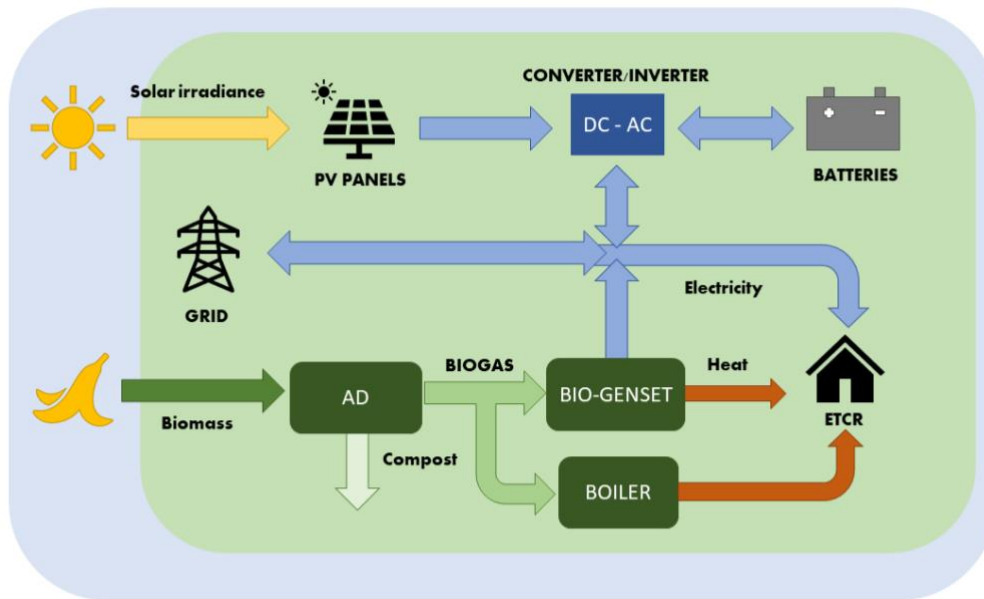 CONVERTER/INVERTER
Solar irradiance
DC - AC
+ -
PV PANELS
BATTERIES
Electricity
GRID
BIOGAS
Heat
AD
BIO-GENSET
Biomass
ETCR
Compost
BOILER